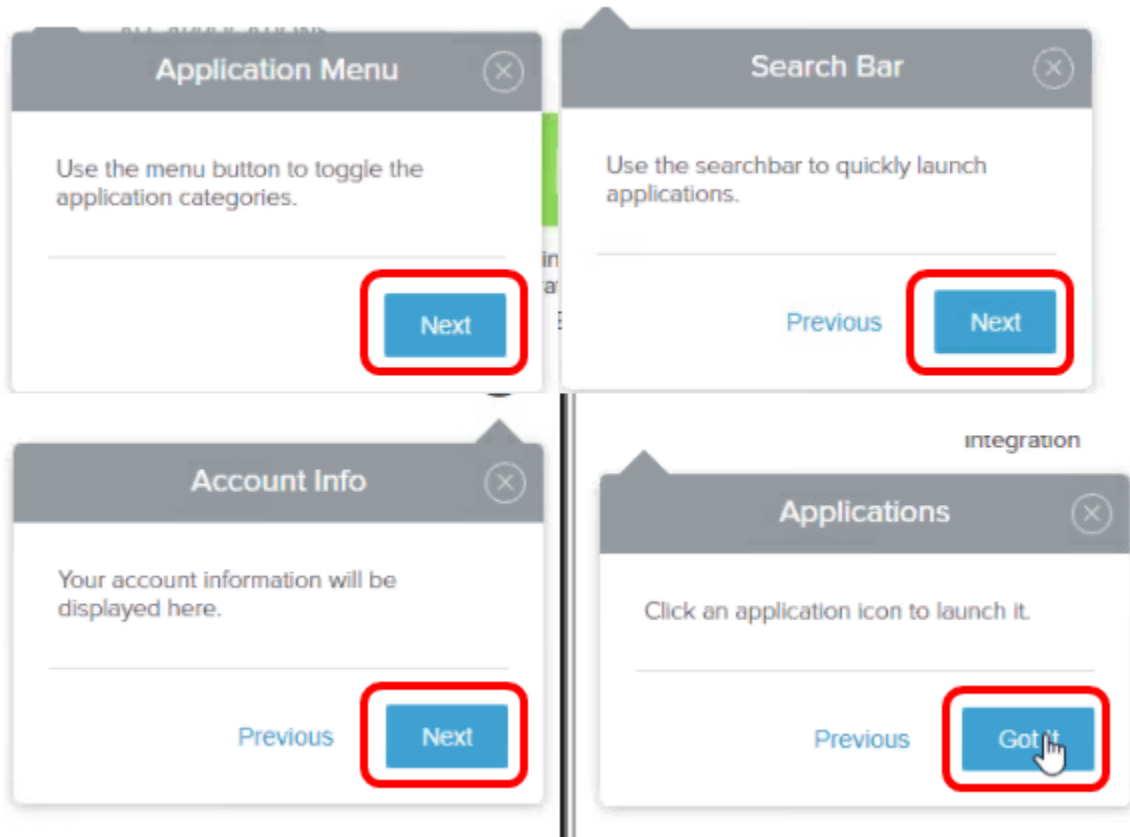 Application Menu
Use the menu button to toggle the
application categories.
Next
Search Bar
Use the searchbar to quickly launch
applications.
Previous Next
Account Info
Your account information will be
displayed here.
Previous Next
Integration
Applications
Click an application icon to launch it.
Previous Got it